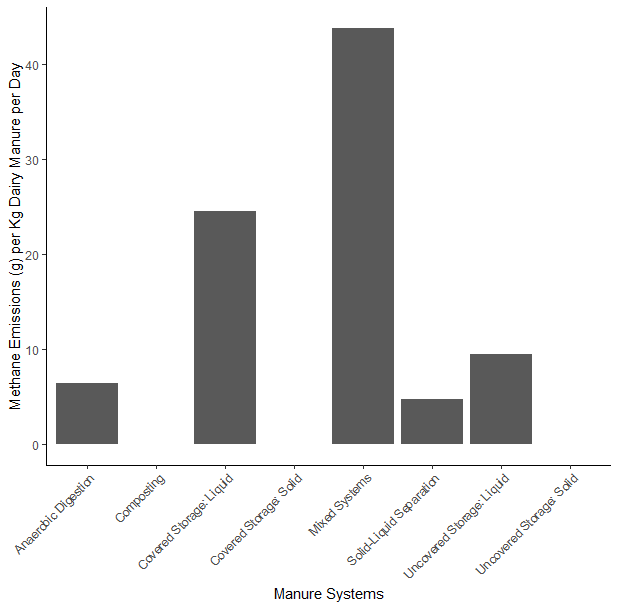 Methane Emissions (g) per Kg Dairy Manure per Day
40
30
20
10
0
Anaerobic Digestion
Composting
Covered Storage: Liquid
Covered Storage: Solid
Mixed Systems
Solid-Liquid Separation
Uncovered Storage: Liquid
Uncovered Storage: Solid
Manure Systems